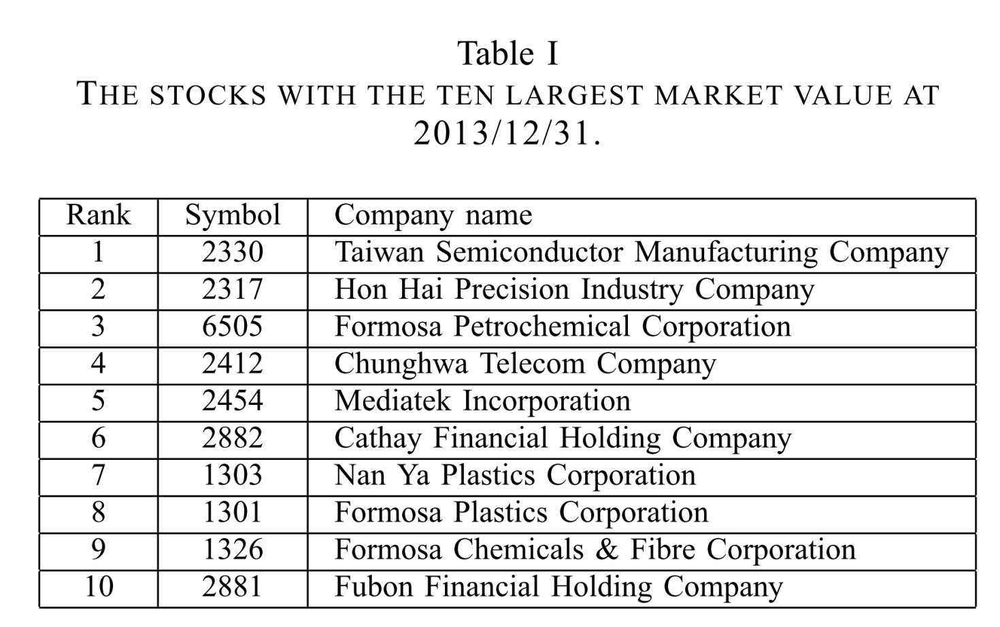 Table I
THE STOCKS WITH THE TEN LARGEST MARKET VALUE AT
2013/12/31.
Rank Symbol Company name
1 2330 Taiwan Semiconductor Manufacturing Company
2 2317 Hon Hai Precision Industry Company
3 6505 Formosa Petrochemical Corporation
4 2412 Chunghwa Telecom Company
5 2454 Mediatek Incorporation
6 2882 Cathay Financial Holding Company
7 1303 Nan Ya Plastics Corporation
8 1301 Formosa Plastics Corporation
9 1326 Formosa Chemicals & Fibre Corporation
10 2881 Fubon Financial Holding Company